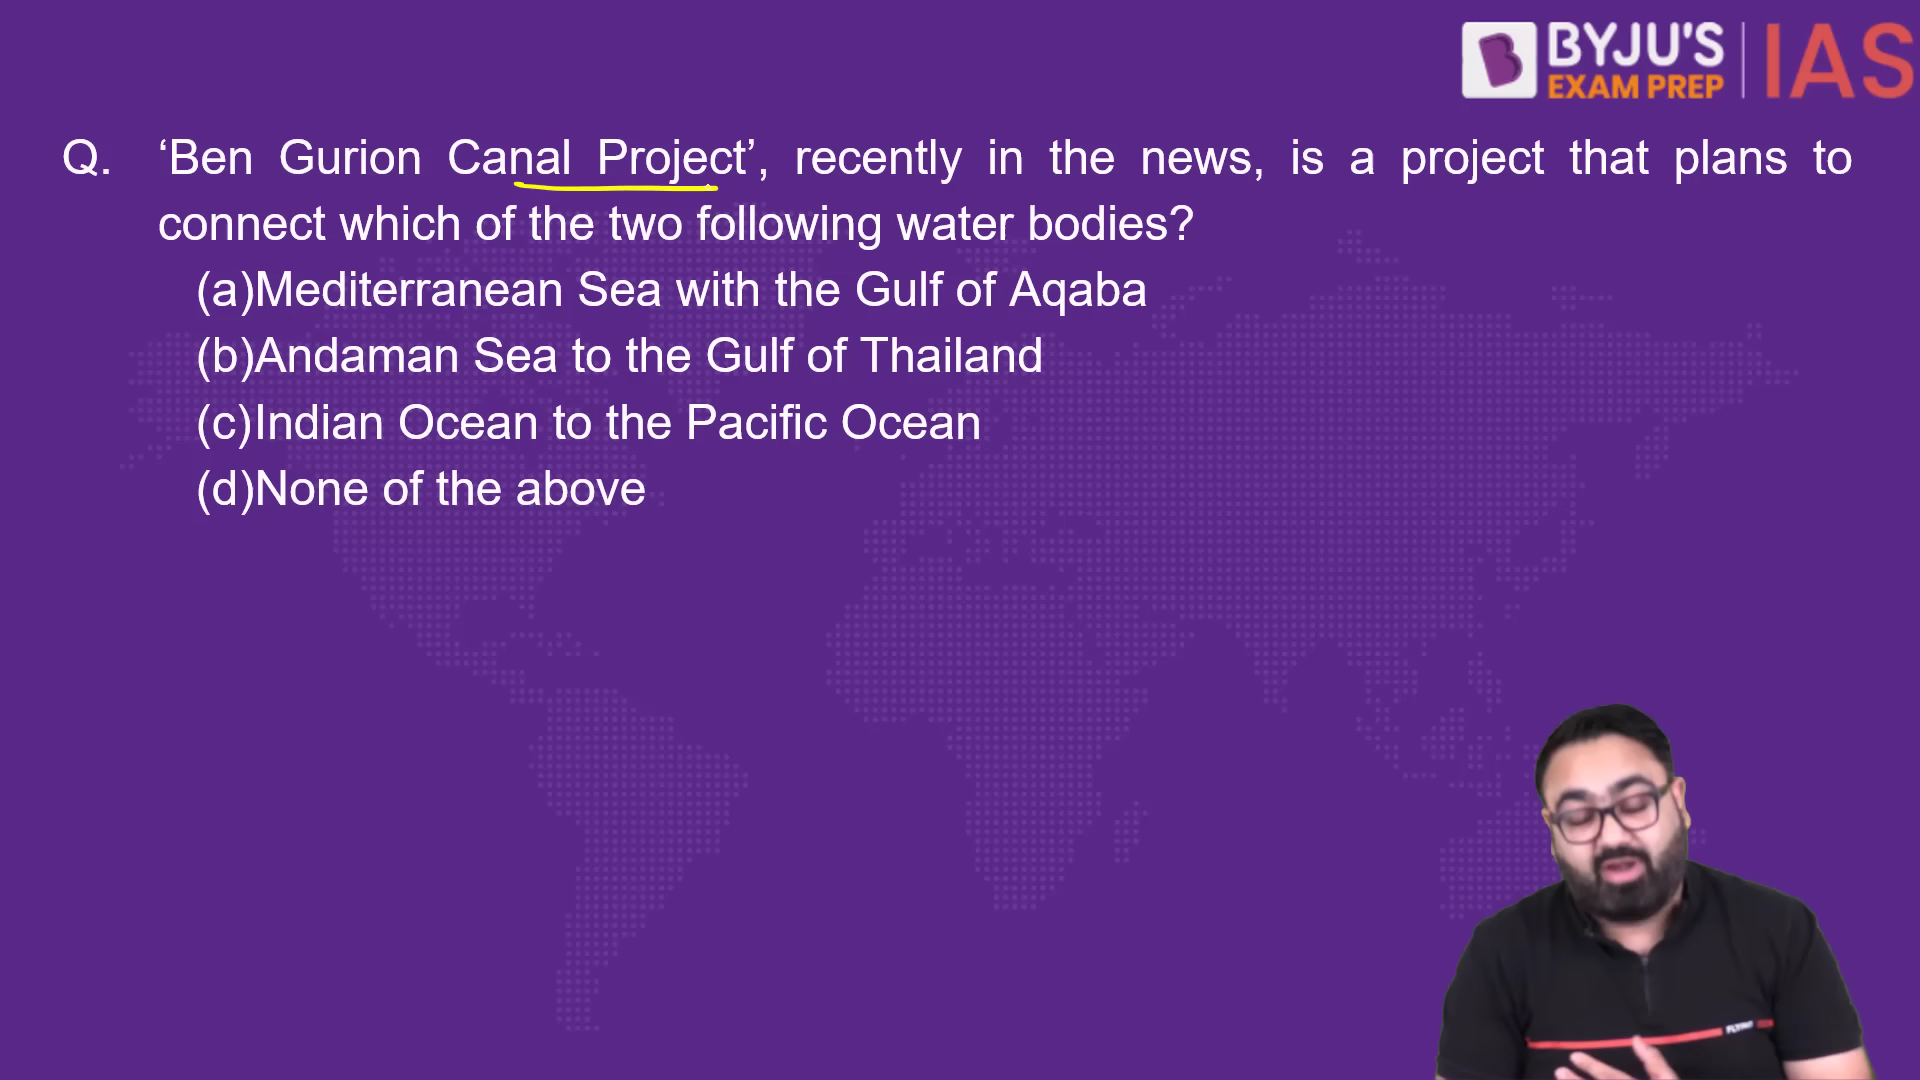 BYJU'S
EXAM PREP
IAS
Q. ‘Ben Gurion Canal Project’, recently in the news, is a project that plans to
connect which of the two following water bodies?
(a)Mediterranean Sea with the Gulf of Aqaba
(b)Andaman Sea to the Gulf of Thailand
(c)Indian Ocean to the Pacific Ocean
(d)None of the above